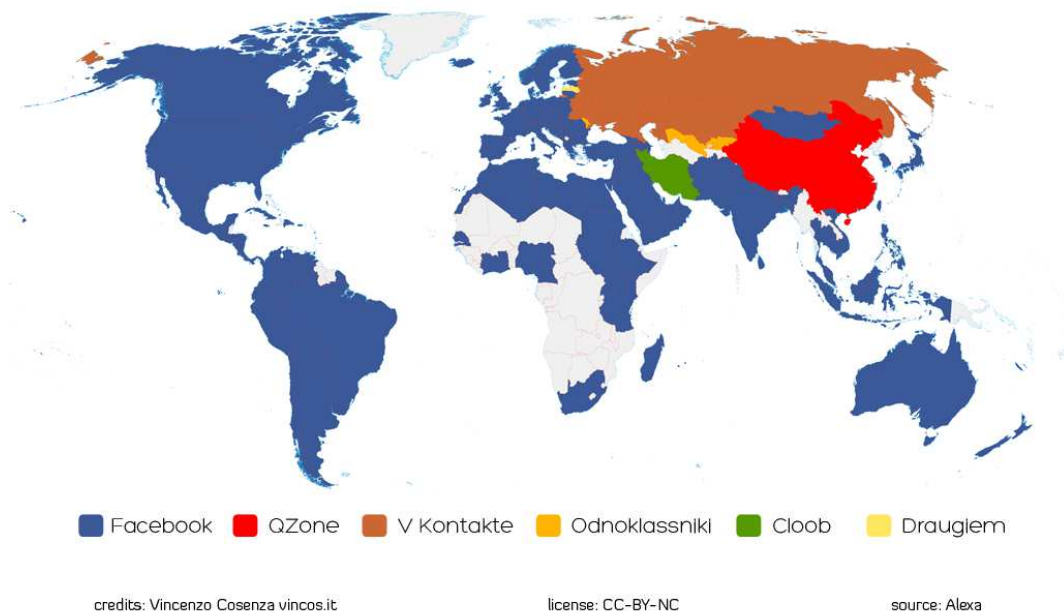 Facebook QZone V Kontakte Odnoklassniki Cloob Draugiem
credits: Vincenzo Cosenza vincos.it license: CC-BY-NC source: Alexa